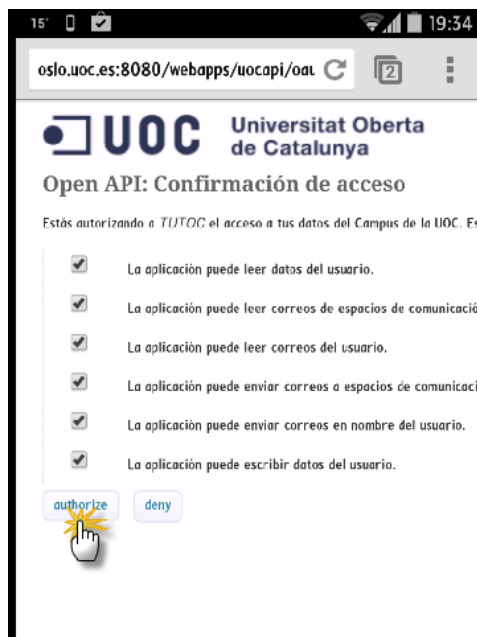 15° 19:34
oslo.uoc.es:8080/webapps/uocapi/oau 2
UOC Universitat Oberta
de Catalunya
Open API: Confirmación de acceso
Estás autorizando a TUTOC el acceso a tus datos del Campus de la UOC. Es
La aplicación puede leer datos del usuario.
La aplicación puede leer correos de espacios de comunicació
La aplicación puede leer correos del usuario.
La aplicación puede enviar correos a espacios de comunicaci
La aplicación puede enviar correos en nombre del usuario.
La aplicación puede escribir datos del usuario.
authorize deny